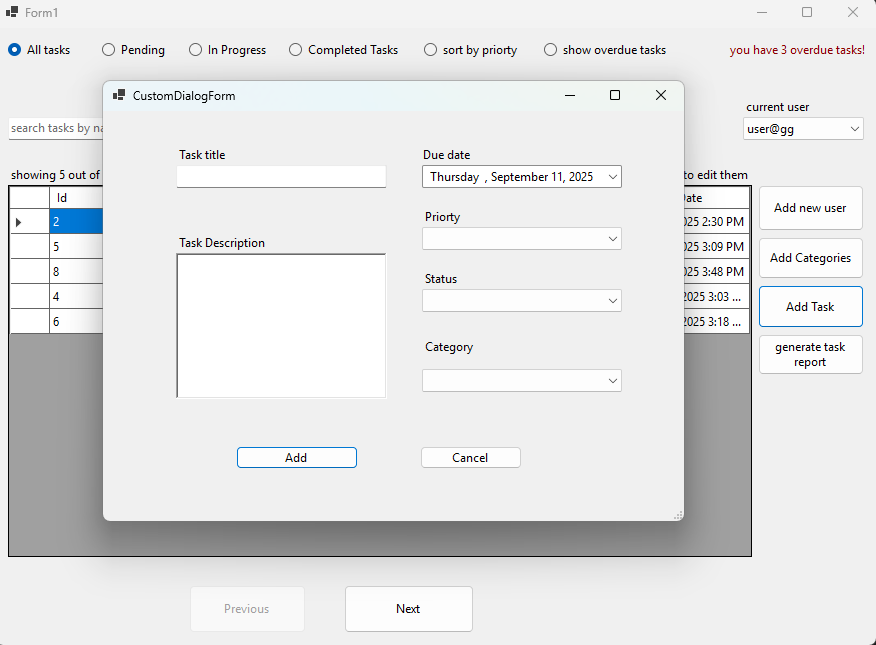 Form1
All tasks
Pending
In Progress
Completed Tasks
sort by priorty
show overdue tasks
you have 3 overdue tasks!
CustomDialogForm
current user
search tasks by na
user@gg
Task title
Due date
Thursday , September 11, 2025
showing 5 out of
to edit them
Id
Date
Add new user
Priorty
2
025 2:30 PM
Task Description
5
025 3:09 PM
Add Categories
8
025 3:48 PM
Status
4
2025 3:03 ...
Add Task
6
2025 3:18 ...
Category
generate task
report
Add
Cancel
Previous
Next